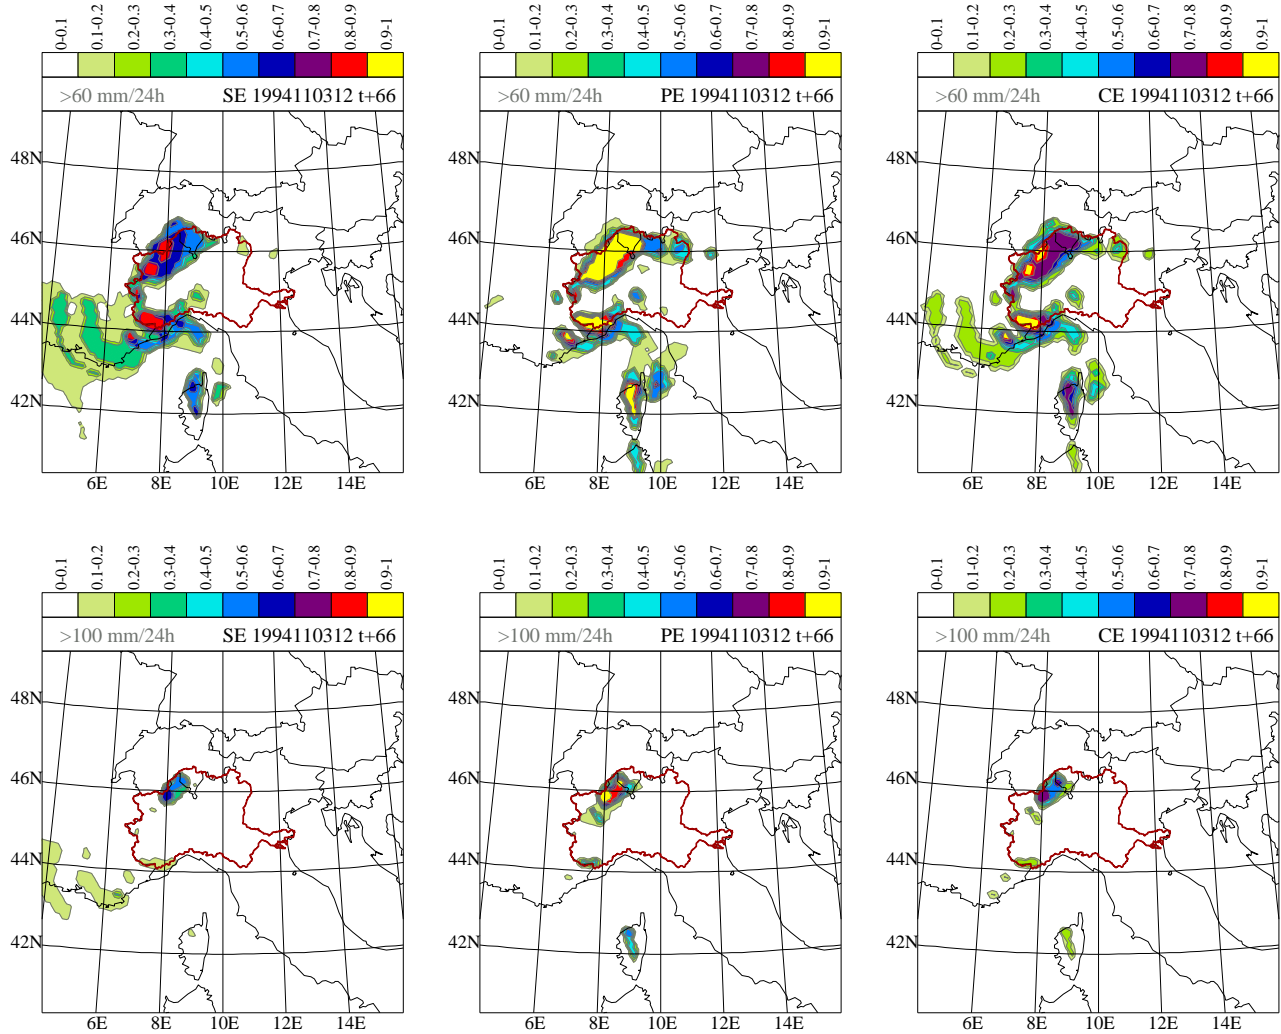 0-0.1 0.1-0.2 0.2-0.3 0.3-0.4 0.4-0.5 0.5-0.6 0.6-0.7 0.7-0.8 0.8-0.9 0.9-1
>60 mm/24h SE 1994110312 t+66
48N
46N
44N
42N
6E 8E 10E 12E 14E
0-0.1 0.1-0.2 0.2-0.3 0.3-0.4 0.4-0.5 0.5-0.6 0.6-0.7 0.7-0.8 0.8-0.9 0.9-1
>60 mm/24h PE 1994110312 t+66
48N
46N
44N
42N
6E 8E 10E 12E 14E
0-0.1 0.1-0.2 0.2-0.3 0.3-0.4 0.4-0.5 0.5-0.6 0.6-0.7 0.7-0.8 0.8-0.9 0.9-1
>60 mm/24h CE 1994110312 t+66
48N
46N
44N
42N
6E 8E 10E 12E 14E
0-0.1 0.1-0.2 0.2-0.3 0.3-0.4 0.4-0.5 0.5-0.6 0.6-0.7 0.7-0.8 0.8-0.9 0.9-1
>100 mm/24h SE 1994110312 t+66
48N
46N
44N
42N
6E 8E 10E 12E 14E
0-0.1 0.1-0.2 0.2-0.3 0.3-0.4 0.4-0.5 0.5-0.6 0.6-0.7 0.7-0.8 0.8-0.9 0.9-1
>100 mm/24h PE 1994110312 t+66
48N
46N
44N
42N
6E 8E 10E 12E 14E
0-0.1 0.1-0.2 0.2-0.3 0.3-0.4 0.4-0.5 0.5-0.6 0.6-0.7 0.7-0.8 0.8-0.9 0.9-1
>100 mm/24h CE 1994110312 t+66
48N
46N
44N
42N
6E 8E 10E 12E 14E